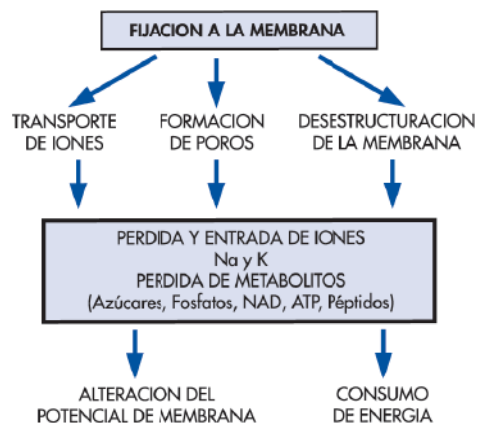 FIJACION A LA MEMBRANA
TRANSPORTE
DE IONES
FORMACION
DE POROS
DESESTRUCTURACION
DE LA MEMBRANA
PERDIDA Y ENTRADA DE IONES
Na y K
PERDIDA DE METABOLITOS
(Azúcares, Fosfatos, NAD, ATP, Péptidos)
ALTERACION DEL
POTENCIAL DE MEMBRANA
CONSUMO
DE ENERGIA